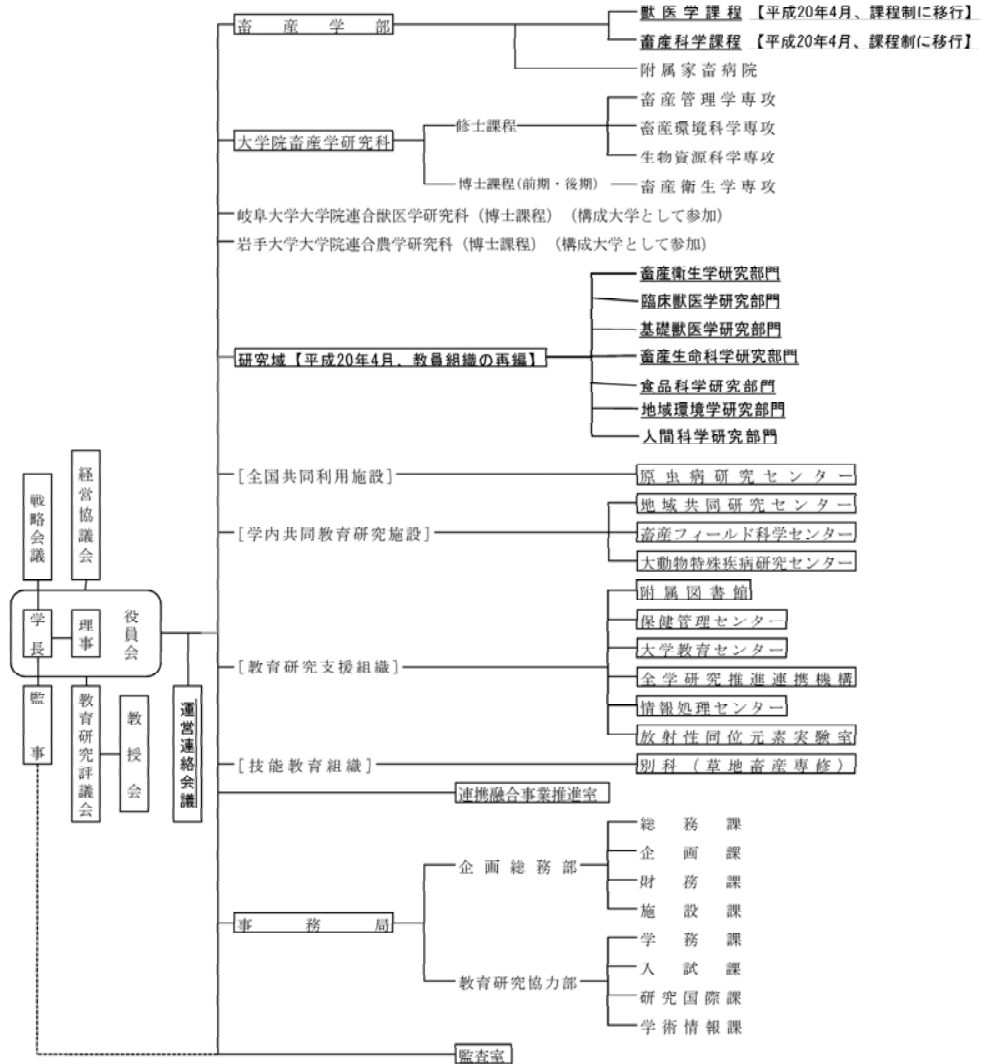 畜産学部
獣医学課程 【平成20年4月、課程制に移行】
畜産科学課程 【平成20年4月、課程制に移行】
附属家畜病院
大学院畜産学研究科
修士課程
畜産管理学専攻
畜産環境科学専攻
生物資源科学専攻
博士課程(前期・後期)
畜産衛生学専攻
岐阜大学大学院連合獣医学研究科（博士課程）（構成大学として参加）
岩手大学大学院連合農学研究科（博士課程）（構成大学として参加）
研究域【平成20年4月、教員組織の再編】
畜産衛生学研究部門
臨床獣医学研究部門
基礎獣医学研究部門
畜産生命科学研究部門
食品科学研究部門
地域環境学研究部門
人間科学研究部門
[全国共同利用施設]
原虫病研究センター
[学内共同教育研究施設]
地域共同研究センター
畜産フィールド科学センター
大動物特殊疾病研究センター
[教育研究支援組織]
附属図書館
保健管理センター
大学教育センター
全学研究推進連携機構
情報処理センター
放射性同位元素実験室
[技能教育組織]
別科（草地畜産専修）
連携融合事業推進室
事務局
企画総務部
総務課
企画課
財務課
施設課
教育研究協力部
学務課
入試課
研究国際課
学術情報課
監査室
戦略会議
経営協議会
学長
理事
役員会
監事
教育研究評議会
教授会
運営連絡会議